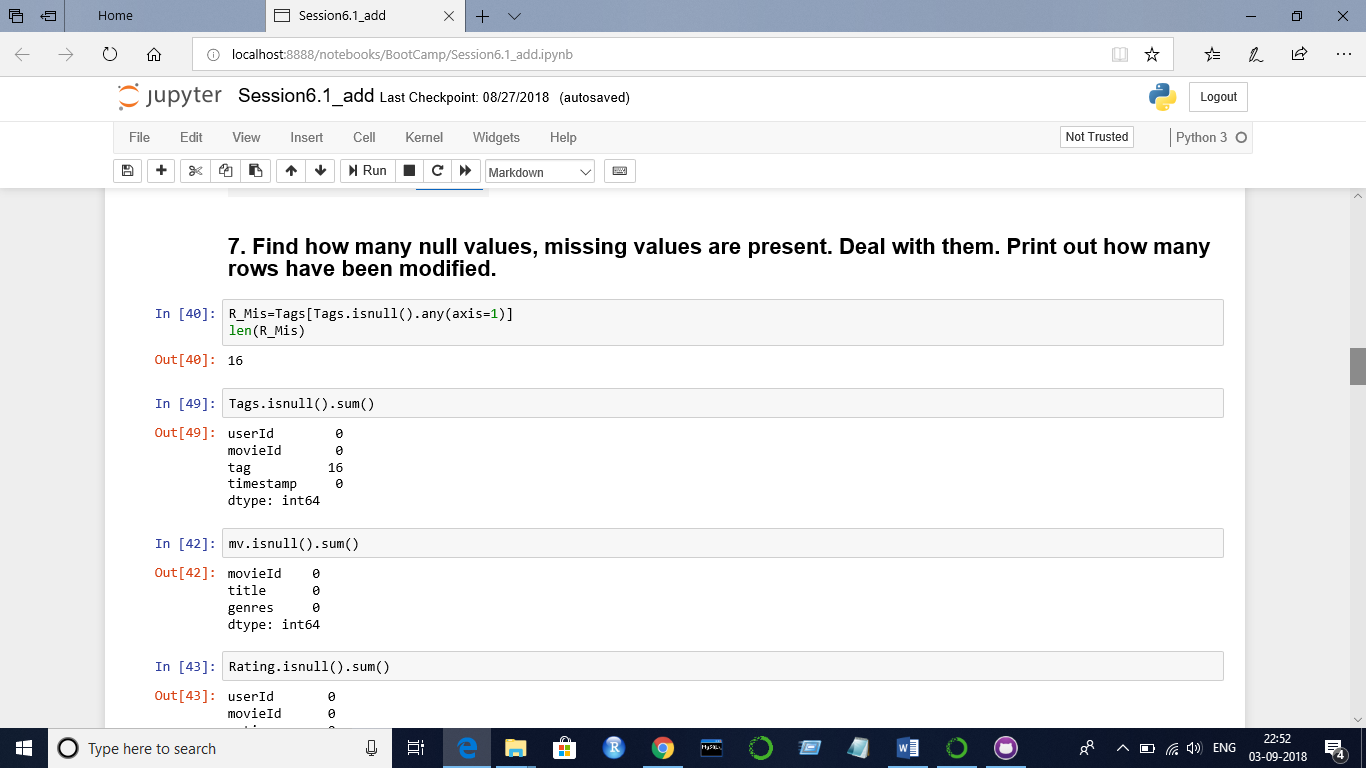 Home
Session6.1_add
localhost:8888/notebooks/BootCamp/Session6.1_add.ipynb
jupyter Session6.1_add Last Checkpoint: 08/27/2018 (autosaved)
Logout
File Edit View Insert Cell Kernel Widgets Help
Not Trusted
Python 3
Run
Markdown
7. Find how many null values, missing values are present. Deal with them. Print out how many
rows have been modified.
In [40]: R_Mis=Tags[Tags.isnull().any(axis=1)]
len(R_Mis)
Out[40]: 16
In [49]: Tags.isnull().sum()
Out[49]: userId 0
movieId 0
tag 16
timestamp 0
dtype: int64
In [42]: mv.isnull().sum()
Out[42]: movieId 0
title 0
genres 0
dtype: int64
In [43]: Rating.isnull().sum()
Out[43]: userId 0
movieId 0
Type here to search
R
MySQL
W
ENG
22:52
03-09-2018
4